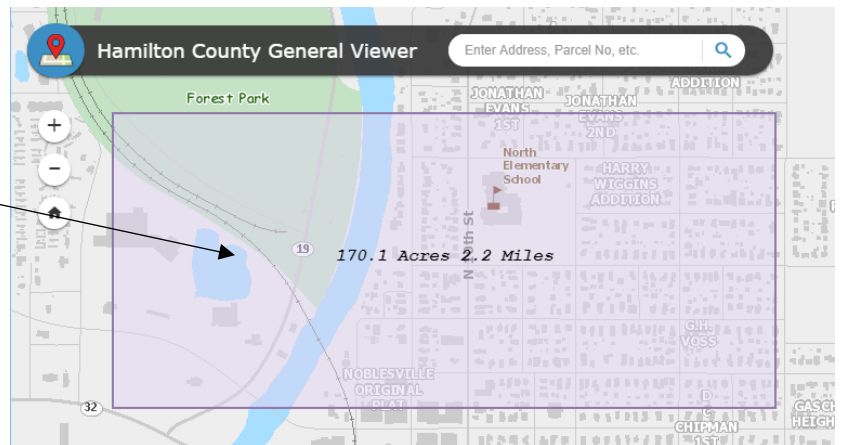 Hamilton County General Viewer
Enter Address, Parcel No, etc.
ADDITION
Forest Park
JONATHAN
EVANS
1ST
JONATHAN
EVANS
2ND
+
North
Elementary
School
HARRY
WIGGINS
ADDITION
−
19
170.1 Acres 2.2 Miles
G.H.
VOSS
NOBLESVILLE
ORIGINAL
PLAT
32
D
C
CHIPMAN
1ST
GASCH
HEIGH